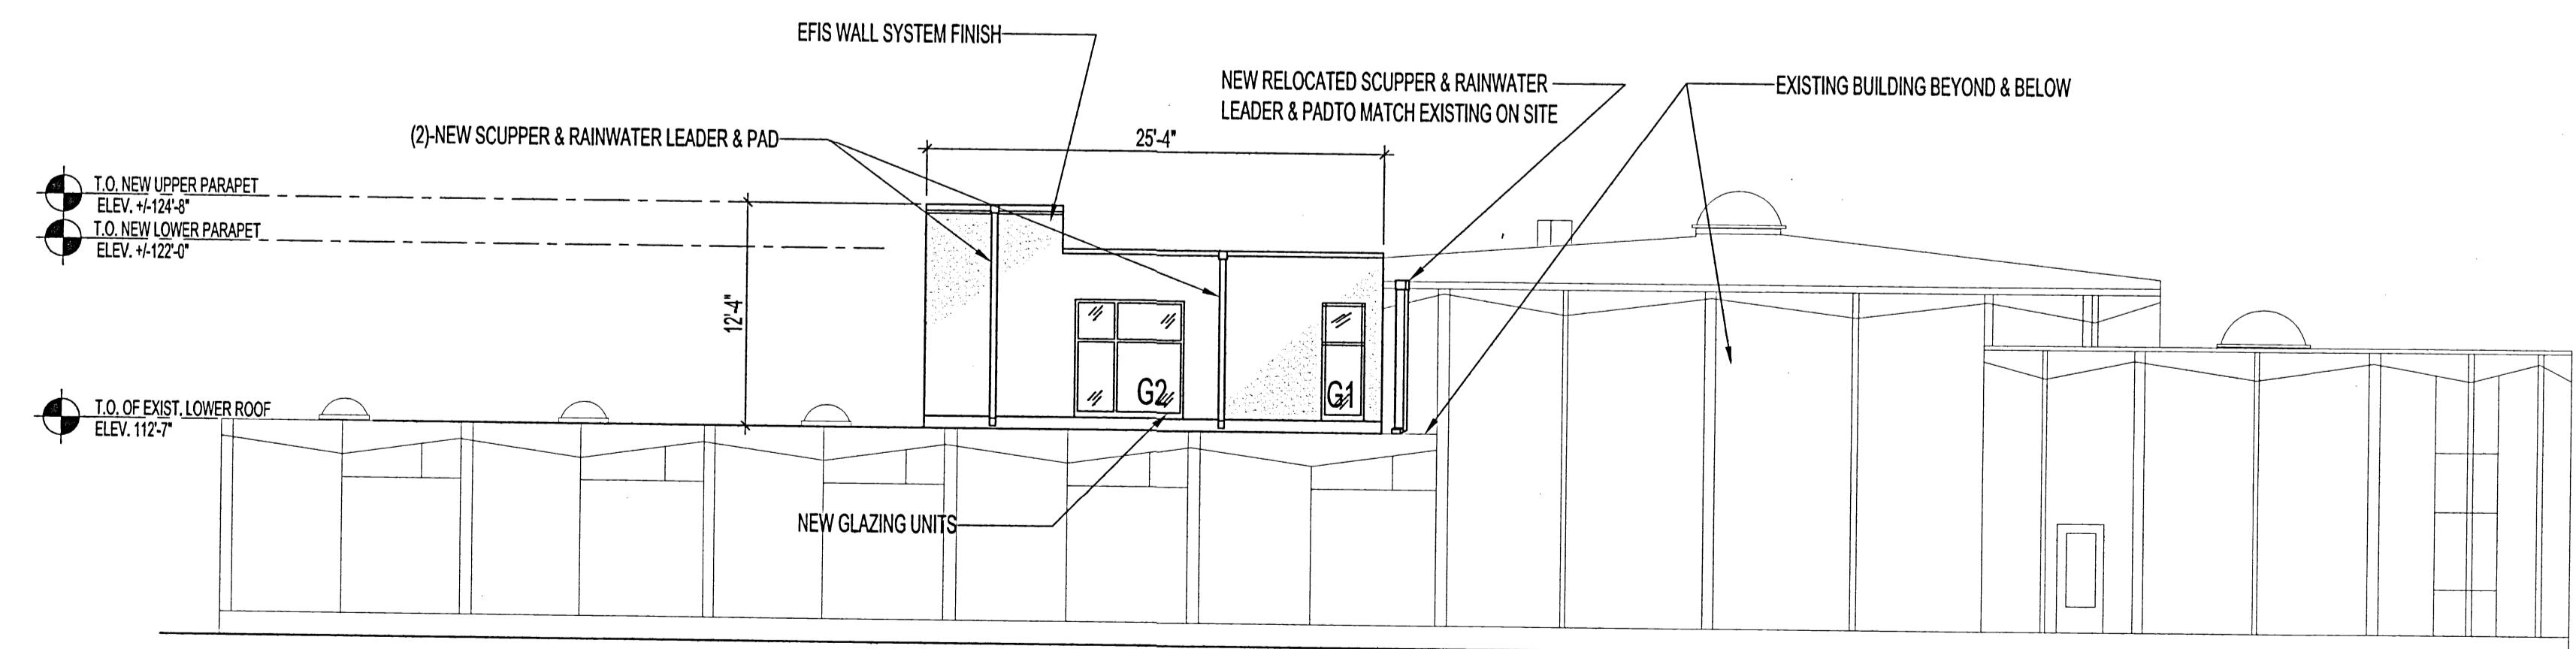 EFIS WALL SYSTEM FINISH
NEW RELOCATED SCUPPER & RAINWATER
LEADER & PADTO MATCH EXISTING ON SITE
EXISTING BUILDING BEYOND & BELOW
(2)-NEW SCUPPER & RAINWATER LEADER & PAD
25'-4"
T.O. NEW UPPER PARAPET
ELEV. +/-124'-8"
T.O. NEW LOWER PARAPET
ELEV. +/-122'-0"
12'-4"
G2
G1
T.O. OF EXIST. LOWER ROOF
ELEV. 112'-7"
NEW GLAZING UNITS